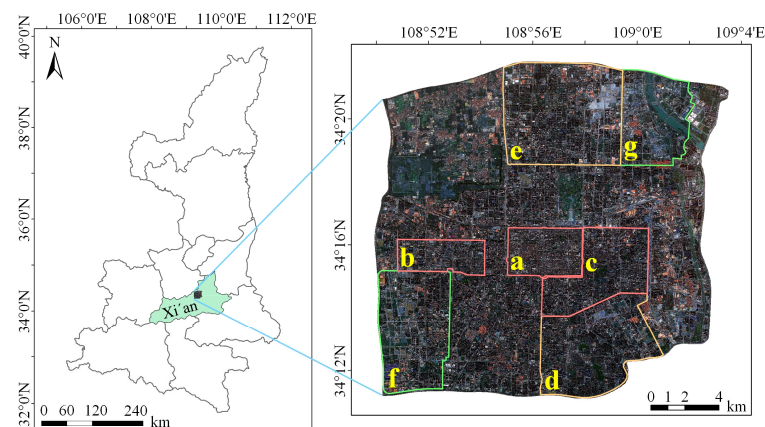 106°0'E 108°0'E 110°0'E 112°0'E
40°0'N
38°0'N
36°0'N
34°0'N
32°0'N
N
Xi'an
0 60 120 240 km
108°52'E 108°56'E 109°0'E 109°4'E
34°20'N
34°16'N
34°12'N
e
g
b
a
c
f
d
0 1 2 4 km